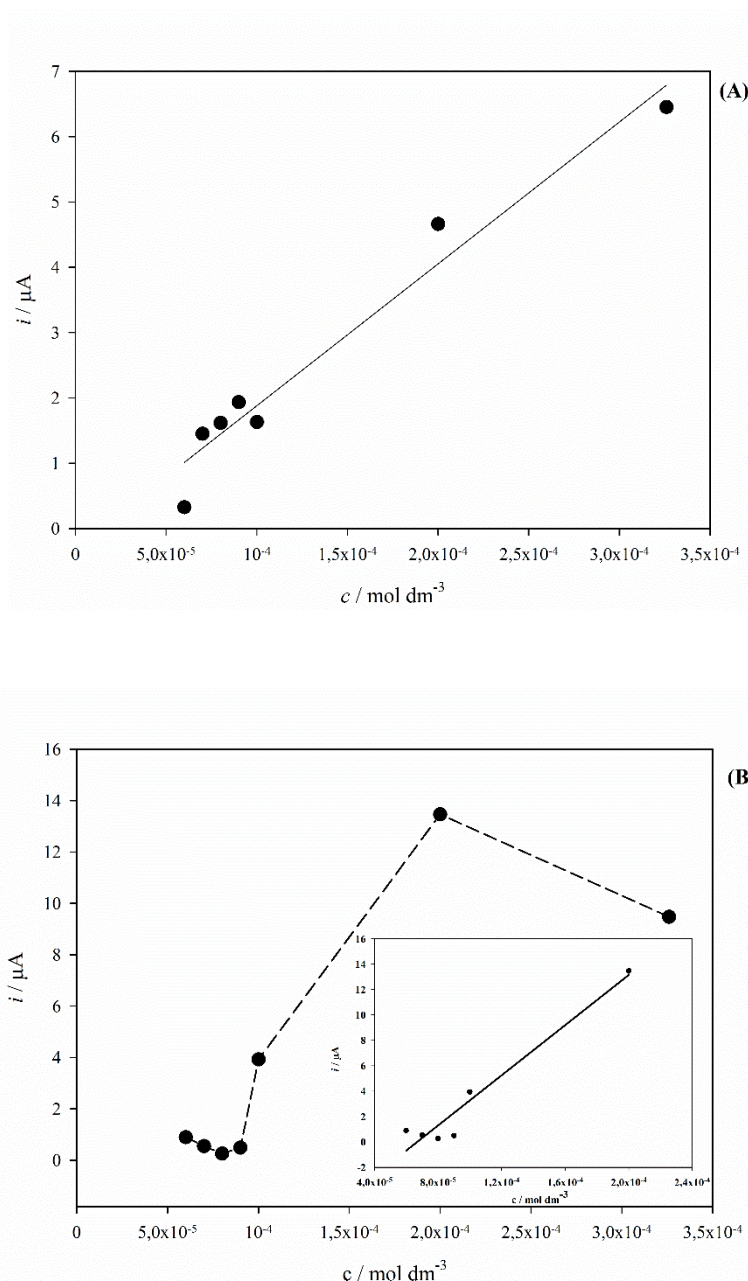 (A)
7
6
5
4
3
2
1
0
i / µA
0 5,0x10⁻⁵ 10⁻⁴ 1,5x10⁻⁴ 2,0x10⁻⁴ 2,5x10⁻⁴ 3,0x10⁻⁴ 3,5x10⁻⁴
c / mol dm⁻³
(B
16
14
12
10
8
6
4
2
0
i / µA
16
14
12
10
8
6
4
2
0
-2
i / µA
4,0x10⁻⁵ 8,0x10⁻⁵ 1,2x10⁻⁴ 1,6x10⁻⁴ 2,0x10⁻⁴ 2,4x10⁻⁴
c / mol dm⁻³
0 5,0x10⁻⁵ 10⁻⁴ 1,5x10⁻⁴ 2,0x10⁻⁴ 2,5x10⁻⁴ 3,0x10⁻⁴ 3,5x10⁻⁴
c / mol dm⁻³